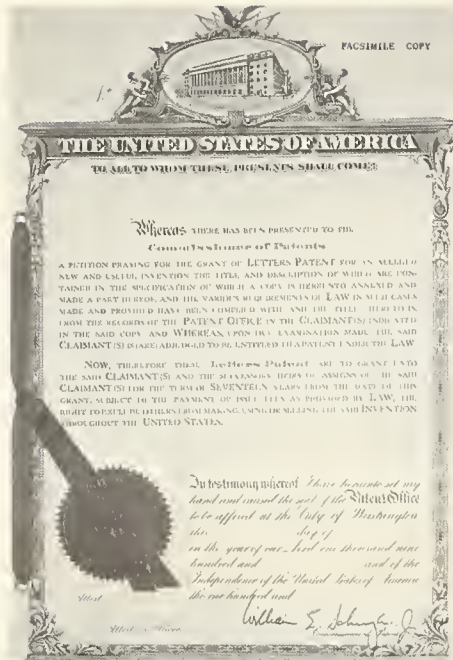 FACSIMILE COPY
THE UNITED STATES OF AMERICA
TO ALL TO WHOM THESE PRESENTS SHALL COME:
Whereas THERE HAS BEEN PRESENTED TO THE
Commissioner of Patents
A PETITION PRAYING FOR THE GRANT OF LETTERS PATENT FOR AN ALLEGED
NEW AND USEFUL INVENTION THE TITLE AND DESCRIPTION OF WHICH ARE CON-
TAINED IN THE SPECIFICATION OF WHICH A COPY IS HEREUNTO ANNEXED AND
MADE A PART HEREOF, AND THE VARIOUS REQUIREMENTS OF LAW IN SUCH CASES
MADE AND PROVIDED HAVE BEEN COMPLIED WITH AND THE TITLE THERETO IS,
FROM THE RECORDS OF THE PATENT OFFICE IN THE CLAIMANT(S) INDICATED
IN THE SAID COPY AND WHEREAS, UPON DUE EXAMINATION MADE, THE SAID
CLAIMANT(S) IS (ARE) ADJUDGED TO BE ENTITLED TO A PATENT UNDER THE LAW
NOW, THEREFORE THESE Letters Patent ARE TO GRANT UNTO
THE SAID CLAIMANT(S) AND THE SUCCESSORS, HEIRS OR ASSIGNS OF THE SAID
CLAIMANT(S) FOR THE TERM OF SEVENTEEN YEARS FROM THE DATE OF THIS
GRANT, SUBJECT TO THE PAYMENT OF ISSUE FEES AS PROVIDED BY LAW, THE
RIGHT TO EXCLUDE OTHERS FROM MAKING, USING OR SELLING THE SAID INVENTION
THROUGHOUT THE UNITED STATES.
In testimony whereof I have hereunto set my
hand and caused the seal of the Patent Office
to be affixed at the City of Washington
this day of
in the year of our Lord one thousand nine
hundred and and of the
Independence of the United States of America
the one hundred and
Attest
William E. Schuyler, Jr.
Commissioner of Patents